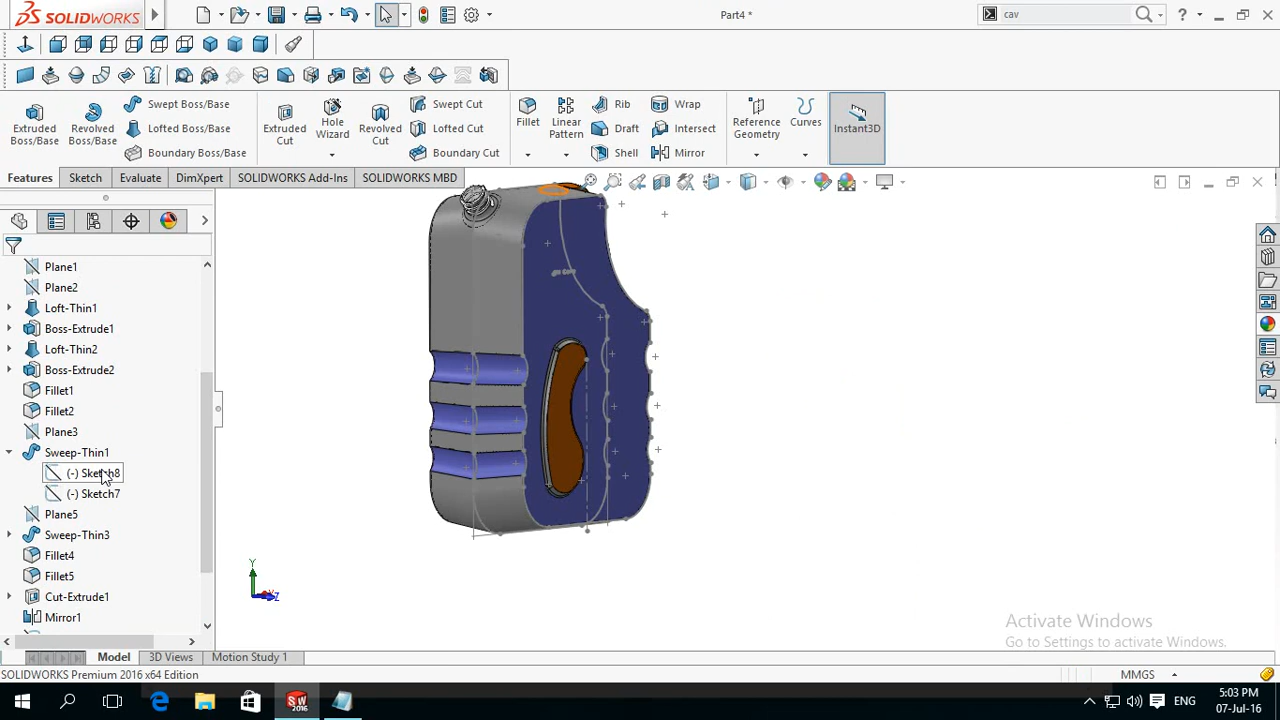 SOLIDWORKS
Part4 *
cav
Extruded Boss/Base
Revolved Boss/Base
Swept Boss/Base
Lofted Boss/Base
Boundary Boss/Base
Extruded Cut
Hole Wizard
Revolved Cut
Swept Cut
Lofted Cut
Boundary Cut
Fillet
Linear Pattern
Rib
Draft
Shell
Wrap
Intersect
Mirror
Reference Geometry
Curves
Instant3D
Features
Sketch
Evaluate
DimXpert
SOLIDWORKS Add-Ins
SOLIDWORKS MBD
Plane1
Plane2
Loft-Thin1
Boss-Extrude1
Loft-Thin2
Boss-Extrude2
Fillet1
Fillet2
Plane3
Sweep-Thin1
(-) Sketch8
(-) Sketch7
Plane5
Sweep-Thin3
Fillet4
Fillet5
Cut-Extrude1
Mirror1
Y
Z
Activate Windows
Go to Settings to activate Windows.
Model
3D Views
Motion Study 1
SOLIDWORKS Premium 2016 x64 Edition
MMGS
SW
2016
ENG
5:03 PM
07-Jul-16